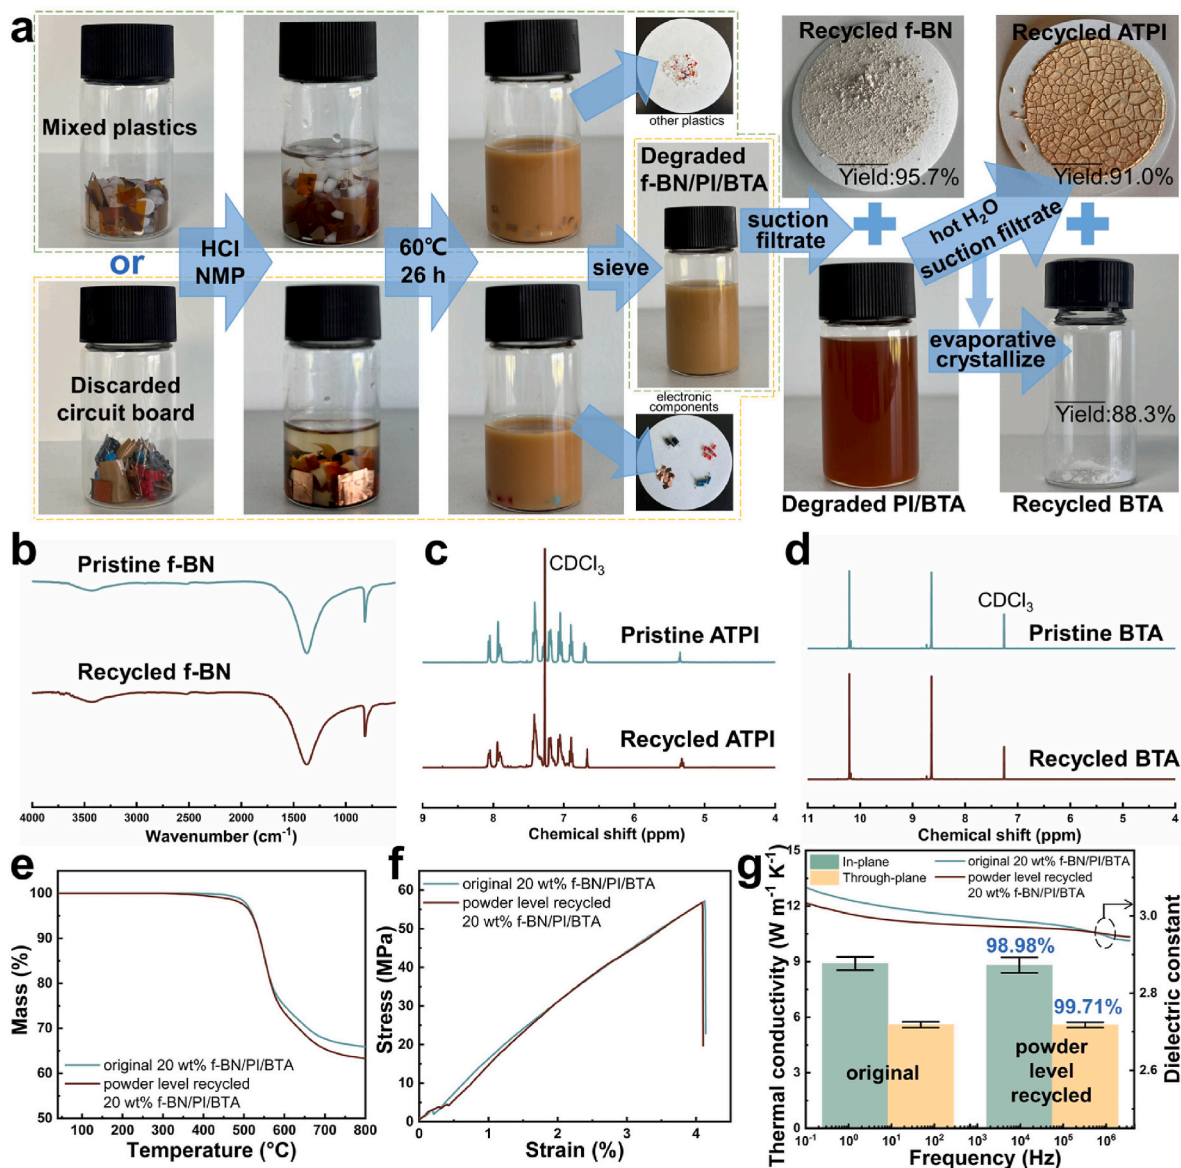 a
Mixed plastics
or
Discarded
circuit board
HCl
NMP
60℃
26 h
sieve
other plastics
Degraded
f-BN/PI/BTA
electronic
components
suction
filtrate
Recycled f-BN
Yield:95.7%
Recycled ATPI
Yield:91.0%
hot H₂O
suction filtrate
evaporative
crystallize
Degraded PI/BTA
Yield:88.3%
Recycled BTA
b
Pristine f-BN
Recycled f-BN
4000 3500 3000 2500 2000 1500 1000
Wavenumber (cm⁻¹)
c
CDCl₃
Pristine ATPI
Recycled ATPI
9 8 7 6 5 4
Chemical shift (ppm)
d
CDCl₃
Pristine BTA
Recycled BTA
11 10 9 8 7 6 5 4
Chemical shift (ppm)
e
Mass (%)
100
90
80
70
60
50
original 20 wt% f-BN/PI/BTA
powder level recycled
20 wt% f-BN/PI/BTA
100 200 300 400 500 600 700 800
Temperature (°C)
f
Stress (MPa)
60
50
40
30
20
10
0
original 20 wt% f-BN/PI/BTA
powder level recycled
20 wt% f-BN/PI/BTA
0 1 2 3 4
Strain (%)
g
Thermal conductivity (W m⁻¹ K⁻¹)
15
12
9
6
3
0
In-plane
Through-plane
original 20 wt% f-BN/PI/BTA
powder level recycled
20 wt% f-BN/PI/BTA
98.98%
99.71%
original
powder
level
recycled
3.0
2.8
2.6
Dielectric constant
10⁻¹ 10⁰ 10¹ 10² 10³ 10⁴ 10⁵ 10⁶
Frequency (Hz)